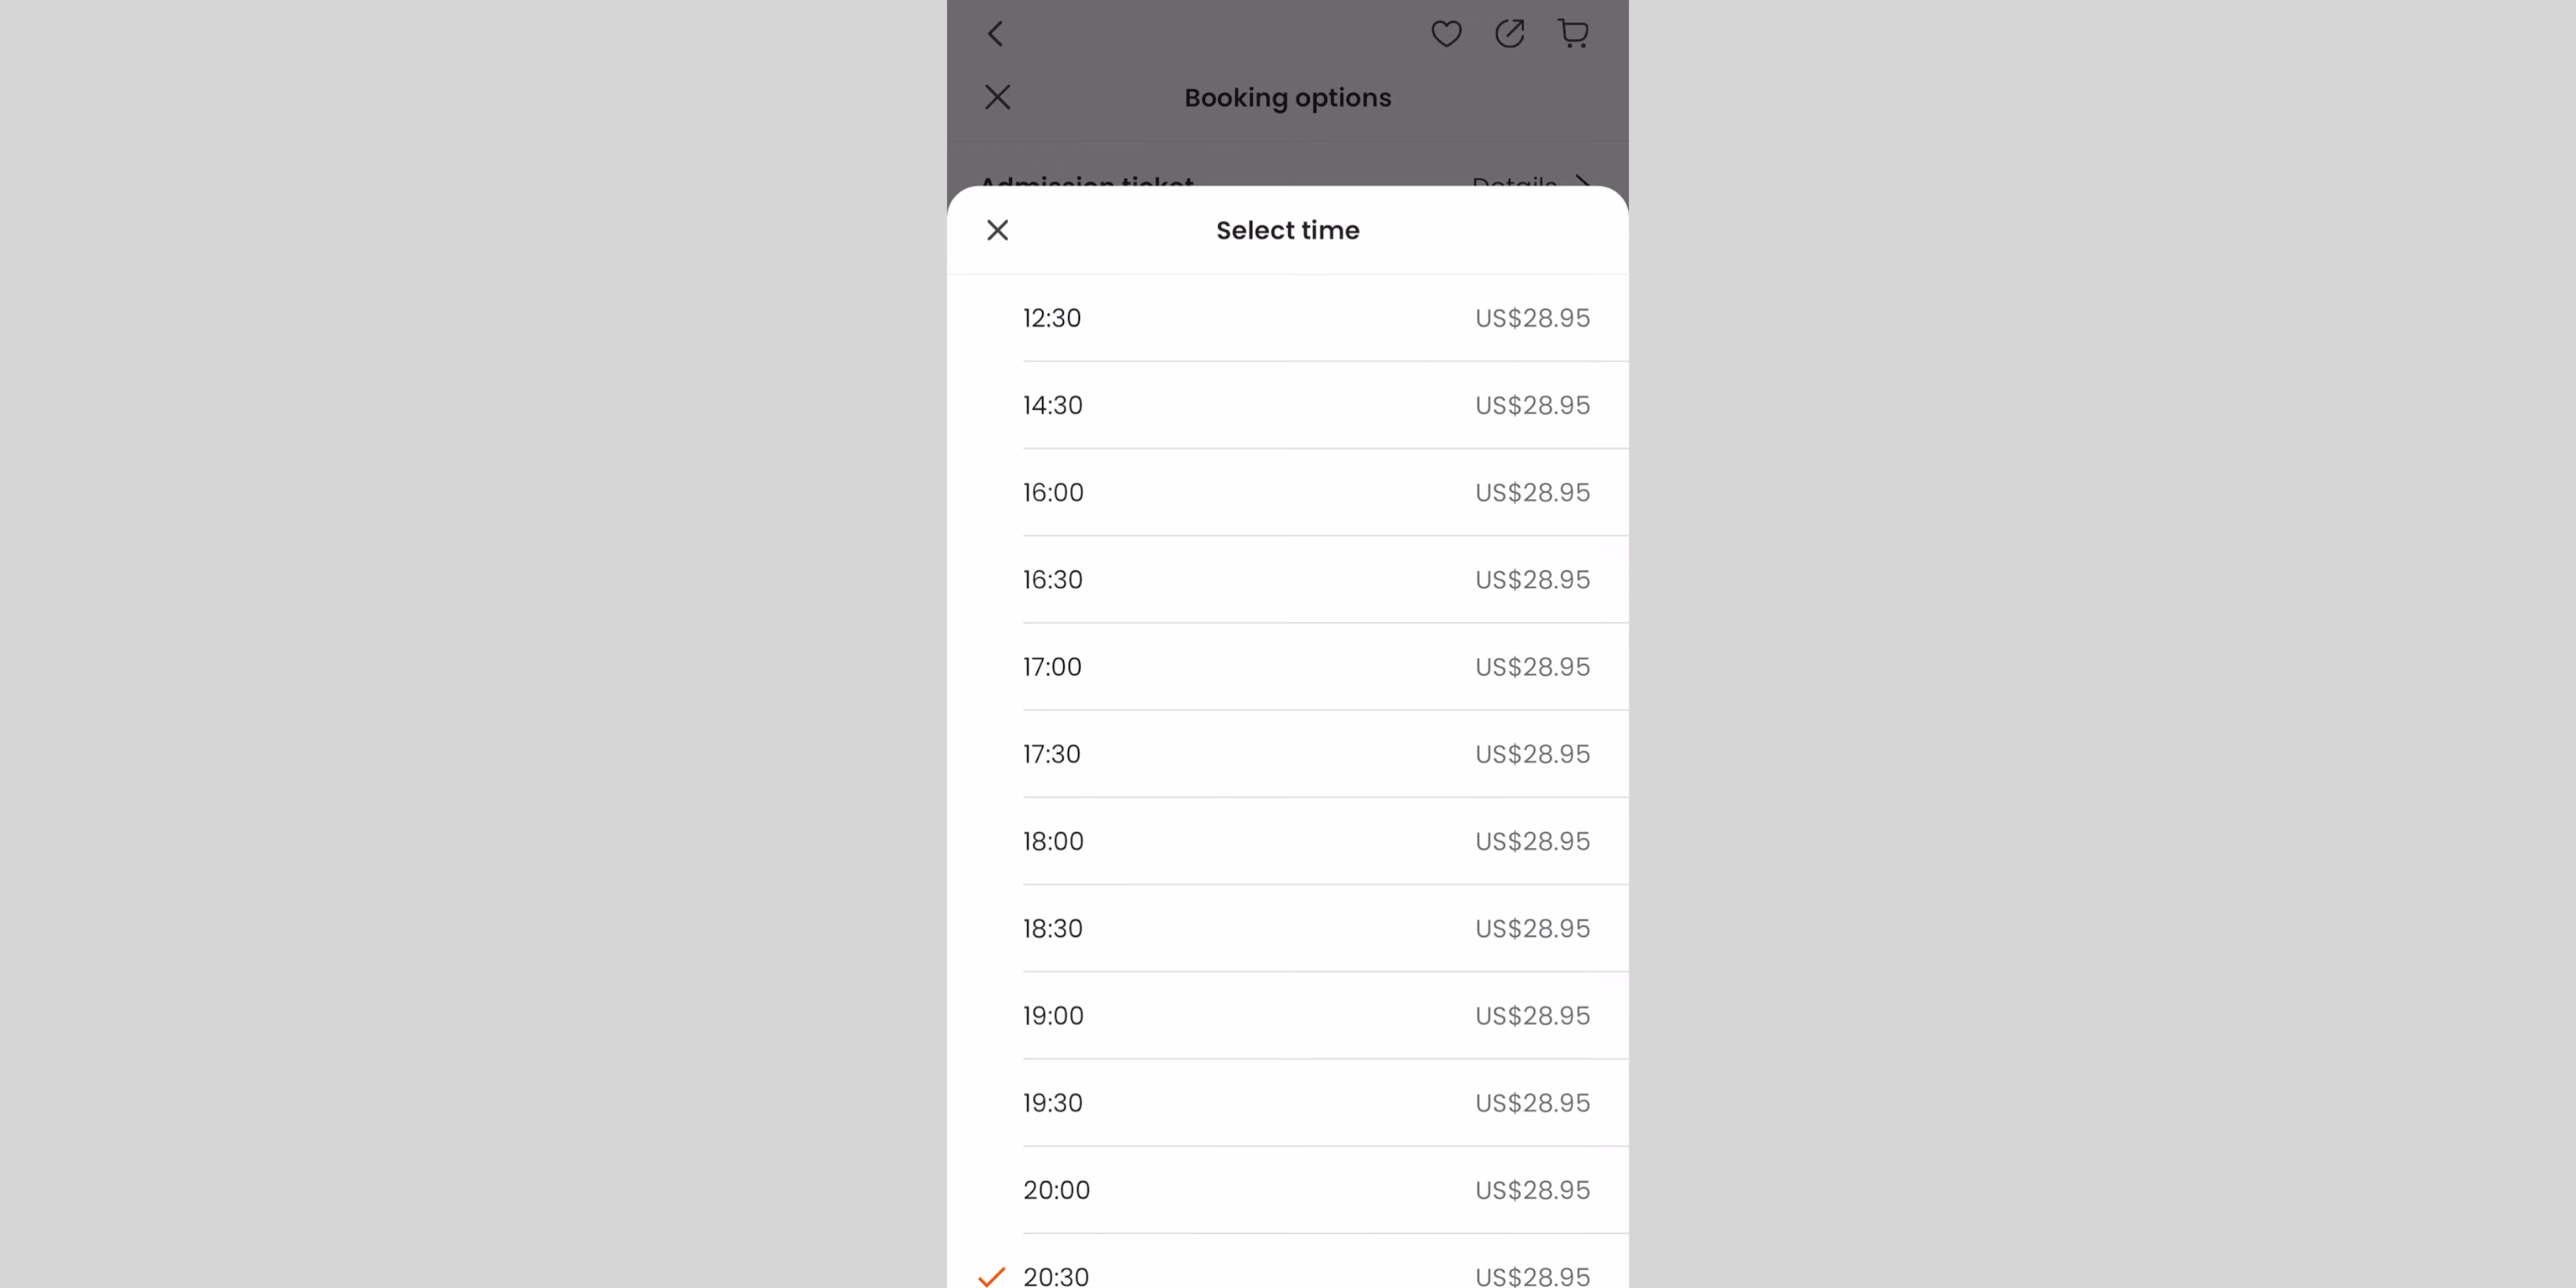 Booking options
Admission ticket Details
Select time
12:30 US$28.95
14:30 US$28.95
16:00 US$28.95
16:30 US$28.95
17:00 US$28.95
17:30 US$28.95
18:00 US$28.95
18:30 US$28.95
19:00 US$28.95
19:30 US$28.95
20:00 US$28.95
20:30 US$28.95